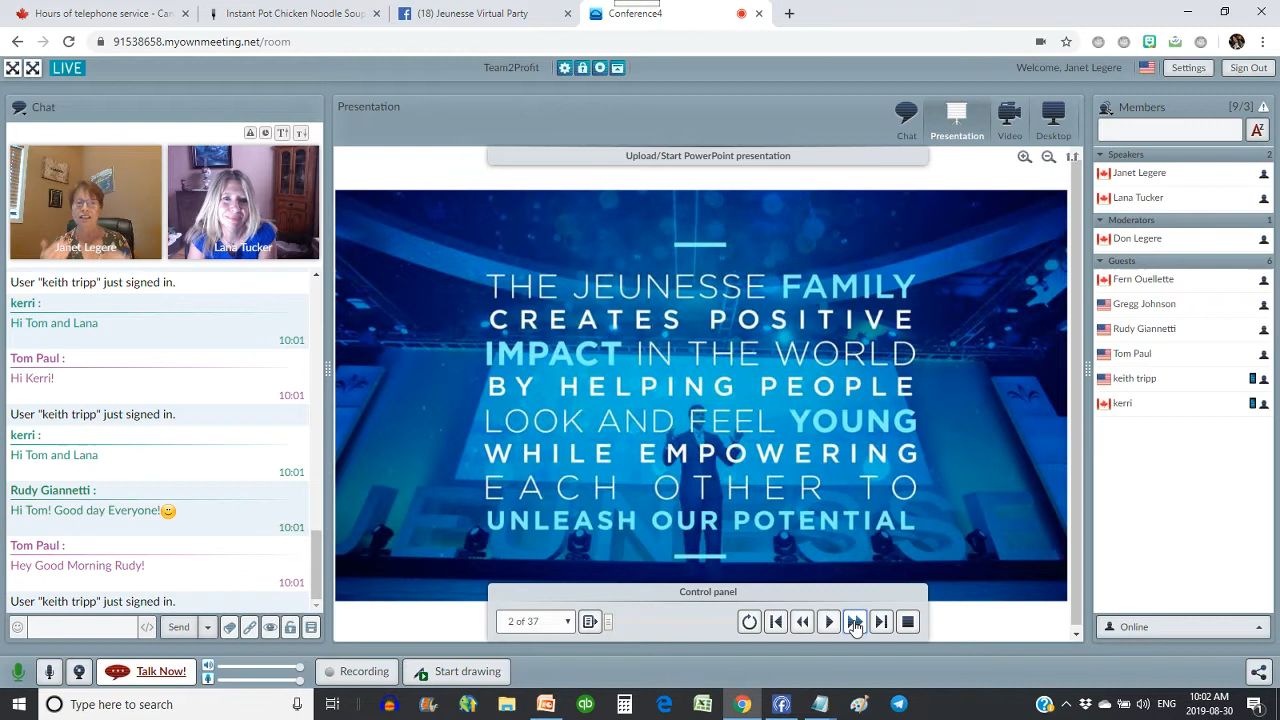 Hours of telephone service - Can
Instant Pot Chicken Noodle Soup
(18) Jeunesse Virtual Party
Conference4
91538658.myownmeeting.net/room
LIVE
Team2Profit
Welcome, Janet Legere
Settings
Sign Out
Chat
Janet Legere
Lana Tucker
User "keith tripp" just signed in.
kerri :
Hi Tom and Lana
10:01
Tom Paul :
Hi Kerri!
10:01
User "keith tripp" just signed in.
kerri :
Hi Tom and Lana
10:01
Rudy Giannetti :
Hi Tom! Good day Everyone!
10:01
Tom Paul :
Hey Good Morning Rudy!
10:01
User "keith tripp" just signed in.
Send
Presentation
Chat
Presentation
Video
Desktop
Upload/Start PowerPoint presentation
1:1
THE JEUNESSE FAMILY
CREATES POSITIVE
IMPACT IN THE WORLD
BY HELPING PEOPLE
LOOK AND FEEL YOUNG
WHILE EMPOWERING
EACH OTHER TO
UNLEASH OUR POTENTIAL
JEUNESSE
Control panel
2 of 37
Members
[9/3]
Speakers 2
Janet Legere
Lana Tucker
Moderators 1
Don Legere
Guests 6
Fern Ouellette
Gregg Johnson
Rudy Giannetti
Tom Paul
keith tripp
kerri
Online
Talk Now!
Recording
Start drawing
Type here to search
ENG
10:02 AM
2019-08-30